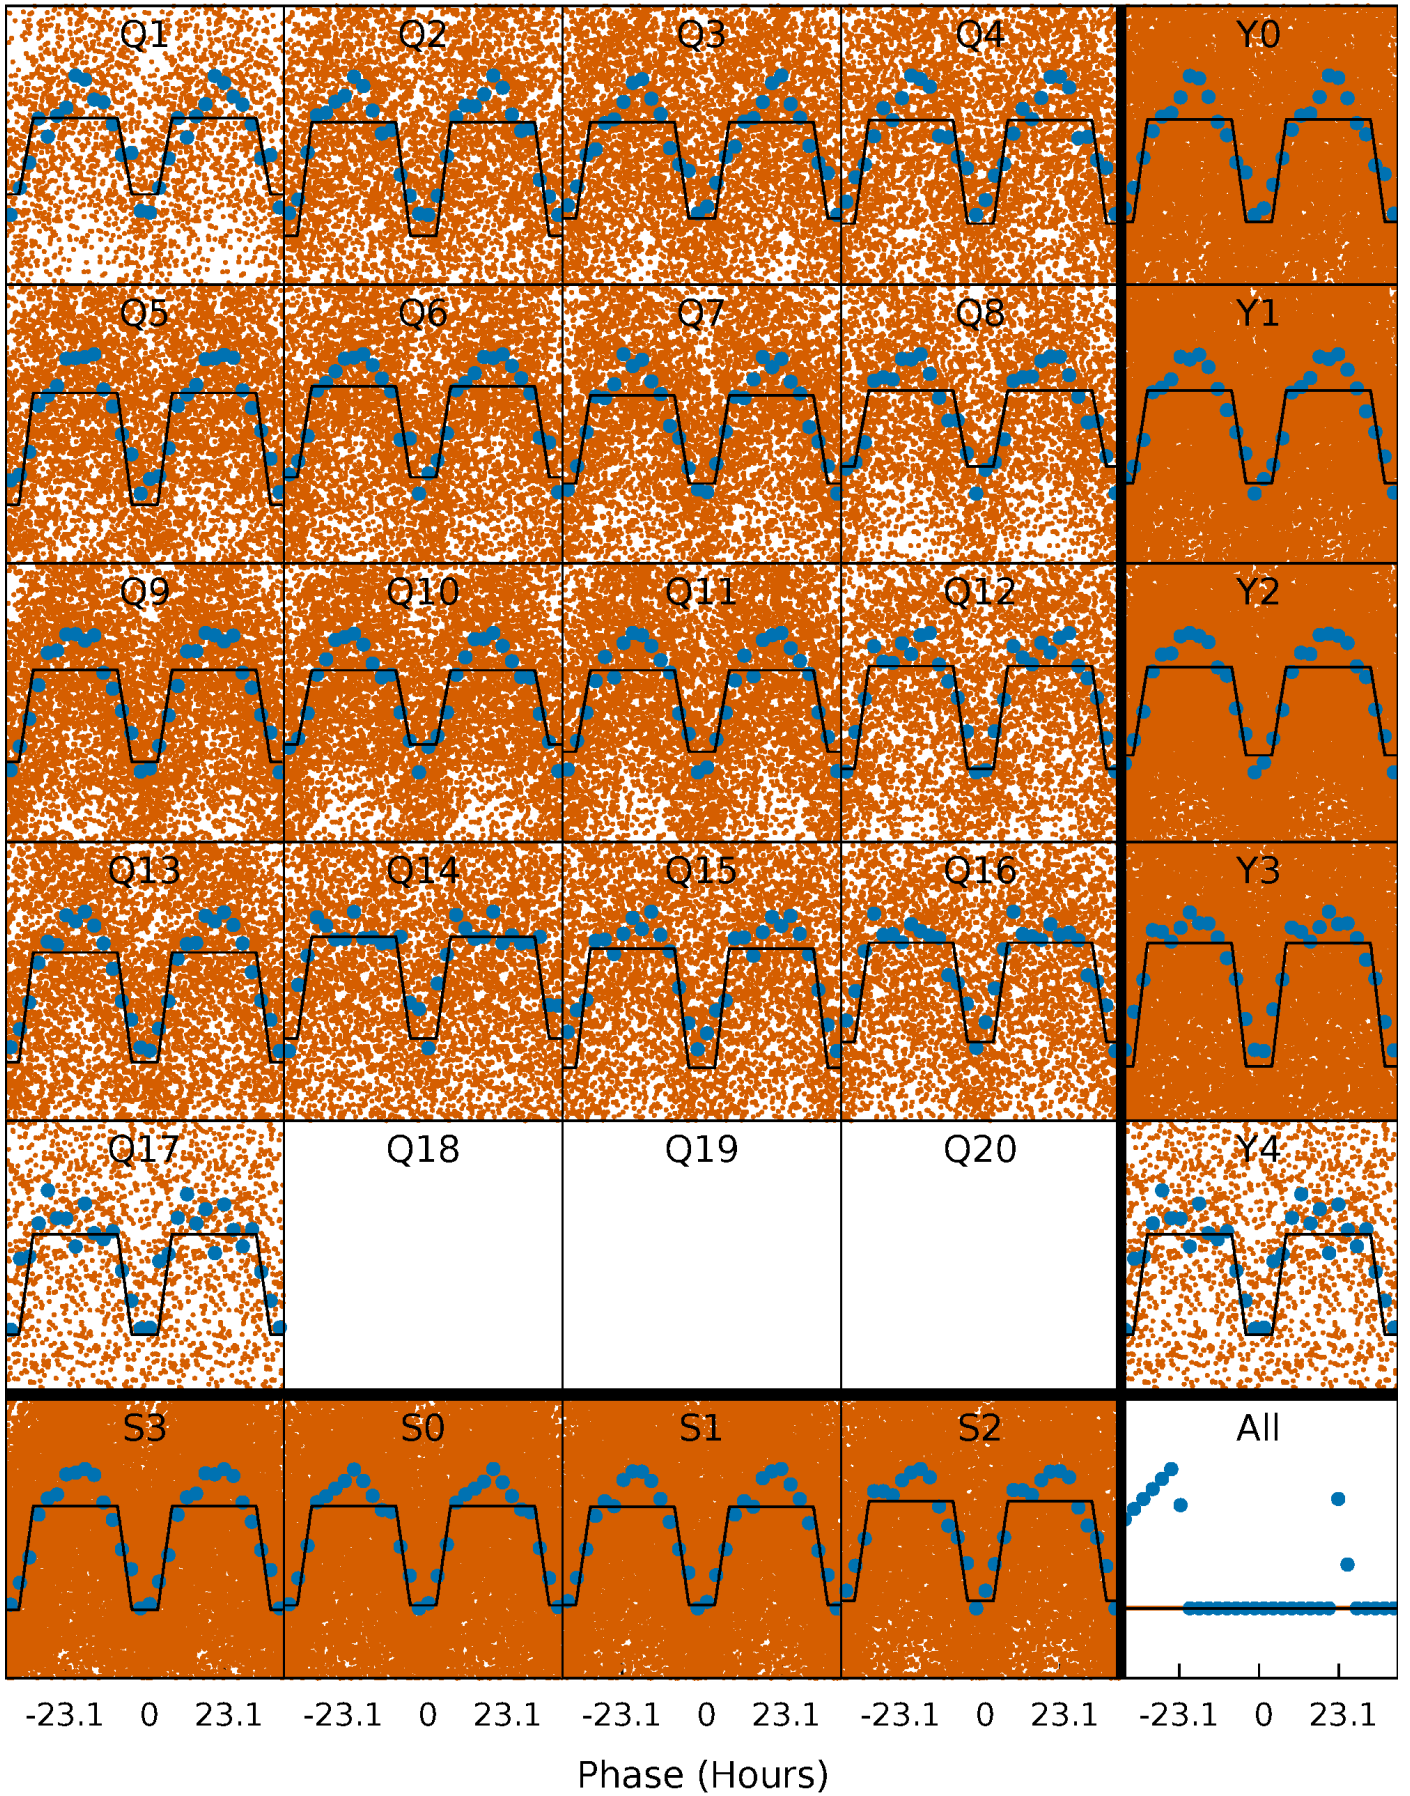 Q1 Q2 Q3 Q4 Y0
Q5 Q6 Q7 Q8 Y1
Q9 Q10 Q11 Q12 Y2
Q13 Q14 Q15 Q16 Y3
Q17 Q18 Q19 Q20 Y4
S3 S0 S1 S2 All
-23.1 0 23.1 -23.1 0 23.1 -23.1 0 23.1 -23.1 0 23.1 -23.1 0 23.1
Phase (Hours)